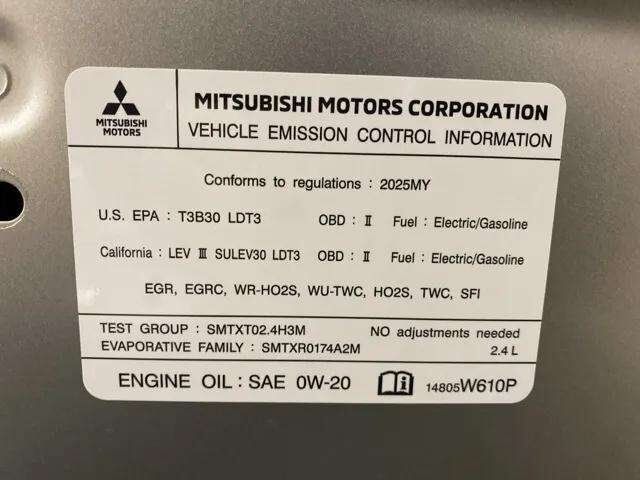 MITSUBISHI
MOTORS
MITSUBISHI MOTORS CORPORATION
VEHICLE EMISSION CONTROL INFORMATION
Conforms to regulations : 2025MY
U.S. EPA : T3B30 LDT3 OBD : Ⅱ Fuel : Electric/Gasoline
California : LEV Ⅲ SULEV30 LDT3 OBD : Ⅱ Fuel : Electric/Gasoline
EGR, EGRC, WR-HO2S, WU-TWC, HO2S, TWC, SFI
TEST GROUP : SMTXT02.4H3M NO adjustments needed
EVAPORATIVE FAMILY : SMTXR0174A2M 2.4 L
ENGINE OIL : SAE 0W-20 14805W610P